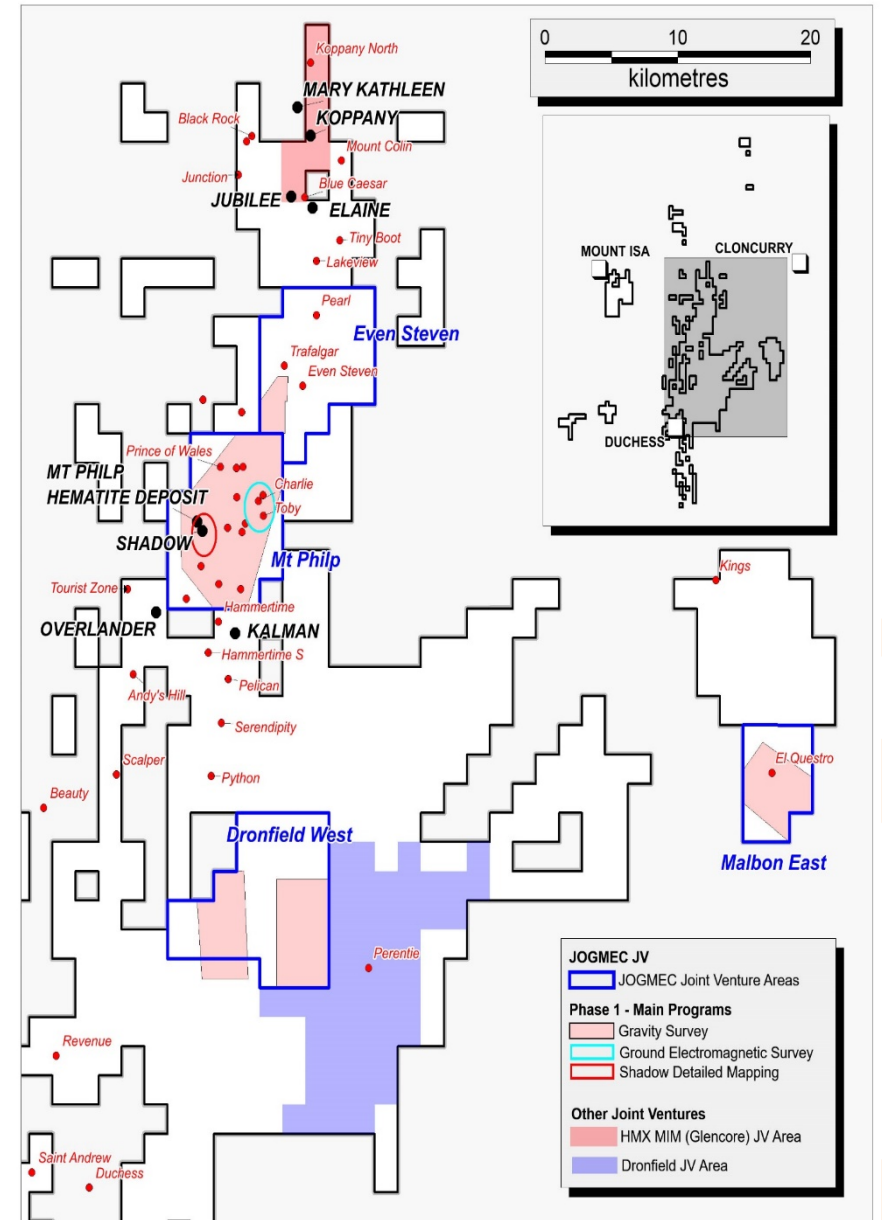 0 10 20
kilometres
Koppany North
MARY KATHLEEN
KOPPANY
Black Rock
Mount Colin
Junction
Blue Caesar
JUBILEE
ELAINE
Tiny Boot
Lakeview
MOUNT ISA
CLONCURRY
DUCHESS
Pearl
Even Steven
Trafalgar
Even Steven
Prince of Wales
MT PHILP
HEMATITE DEPOSIT
Charlie
Toby
SHADOW
Mt Philp
Tourist Zone
Hammertime
OVERLANDER
KALMAN
Hammertime S
Andy's Hill
Pelican
Serendipity
Scalper
Python
Beauty
Kings
El Questro
Malbon East
Dronfield West
Perentie
Revenue
Saint Andrew
Duchess
JOGMEC JV
JOGMEC Joint Venture Areas
Phase 1 - Main Programs
Gravity Survey
Ground Electromagnetic Survey
Shadow Detailed Mapping
Other Joint Ventures
HMX MIM (Glencore) JV Area
Dronfield JV Area